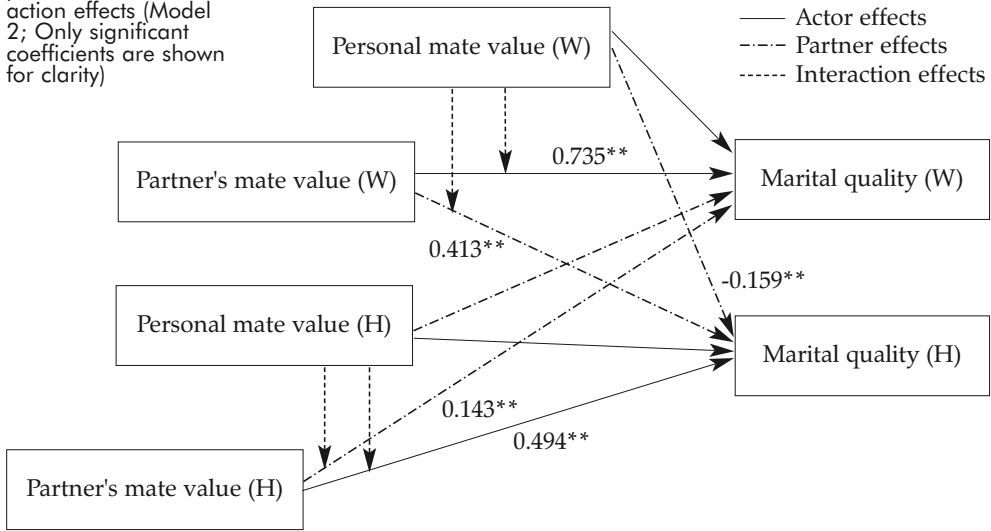 action effects (Model
2; Only significant
coefficients are shown
for clarity)
Personal mate value (W)
Actor effects
Partner effects
Interaction effects
Partner's mate value (W)
0.735**
Marital quality (W)
0.413**
-0.159**
Personal mate value (H)
Marital quality (H)
0.143**
0.494**
Partner's mate value (H)